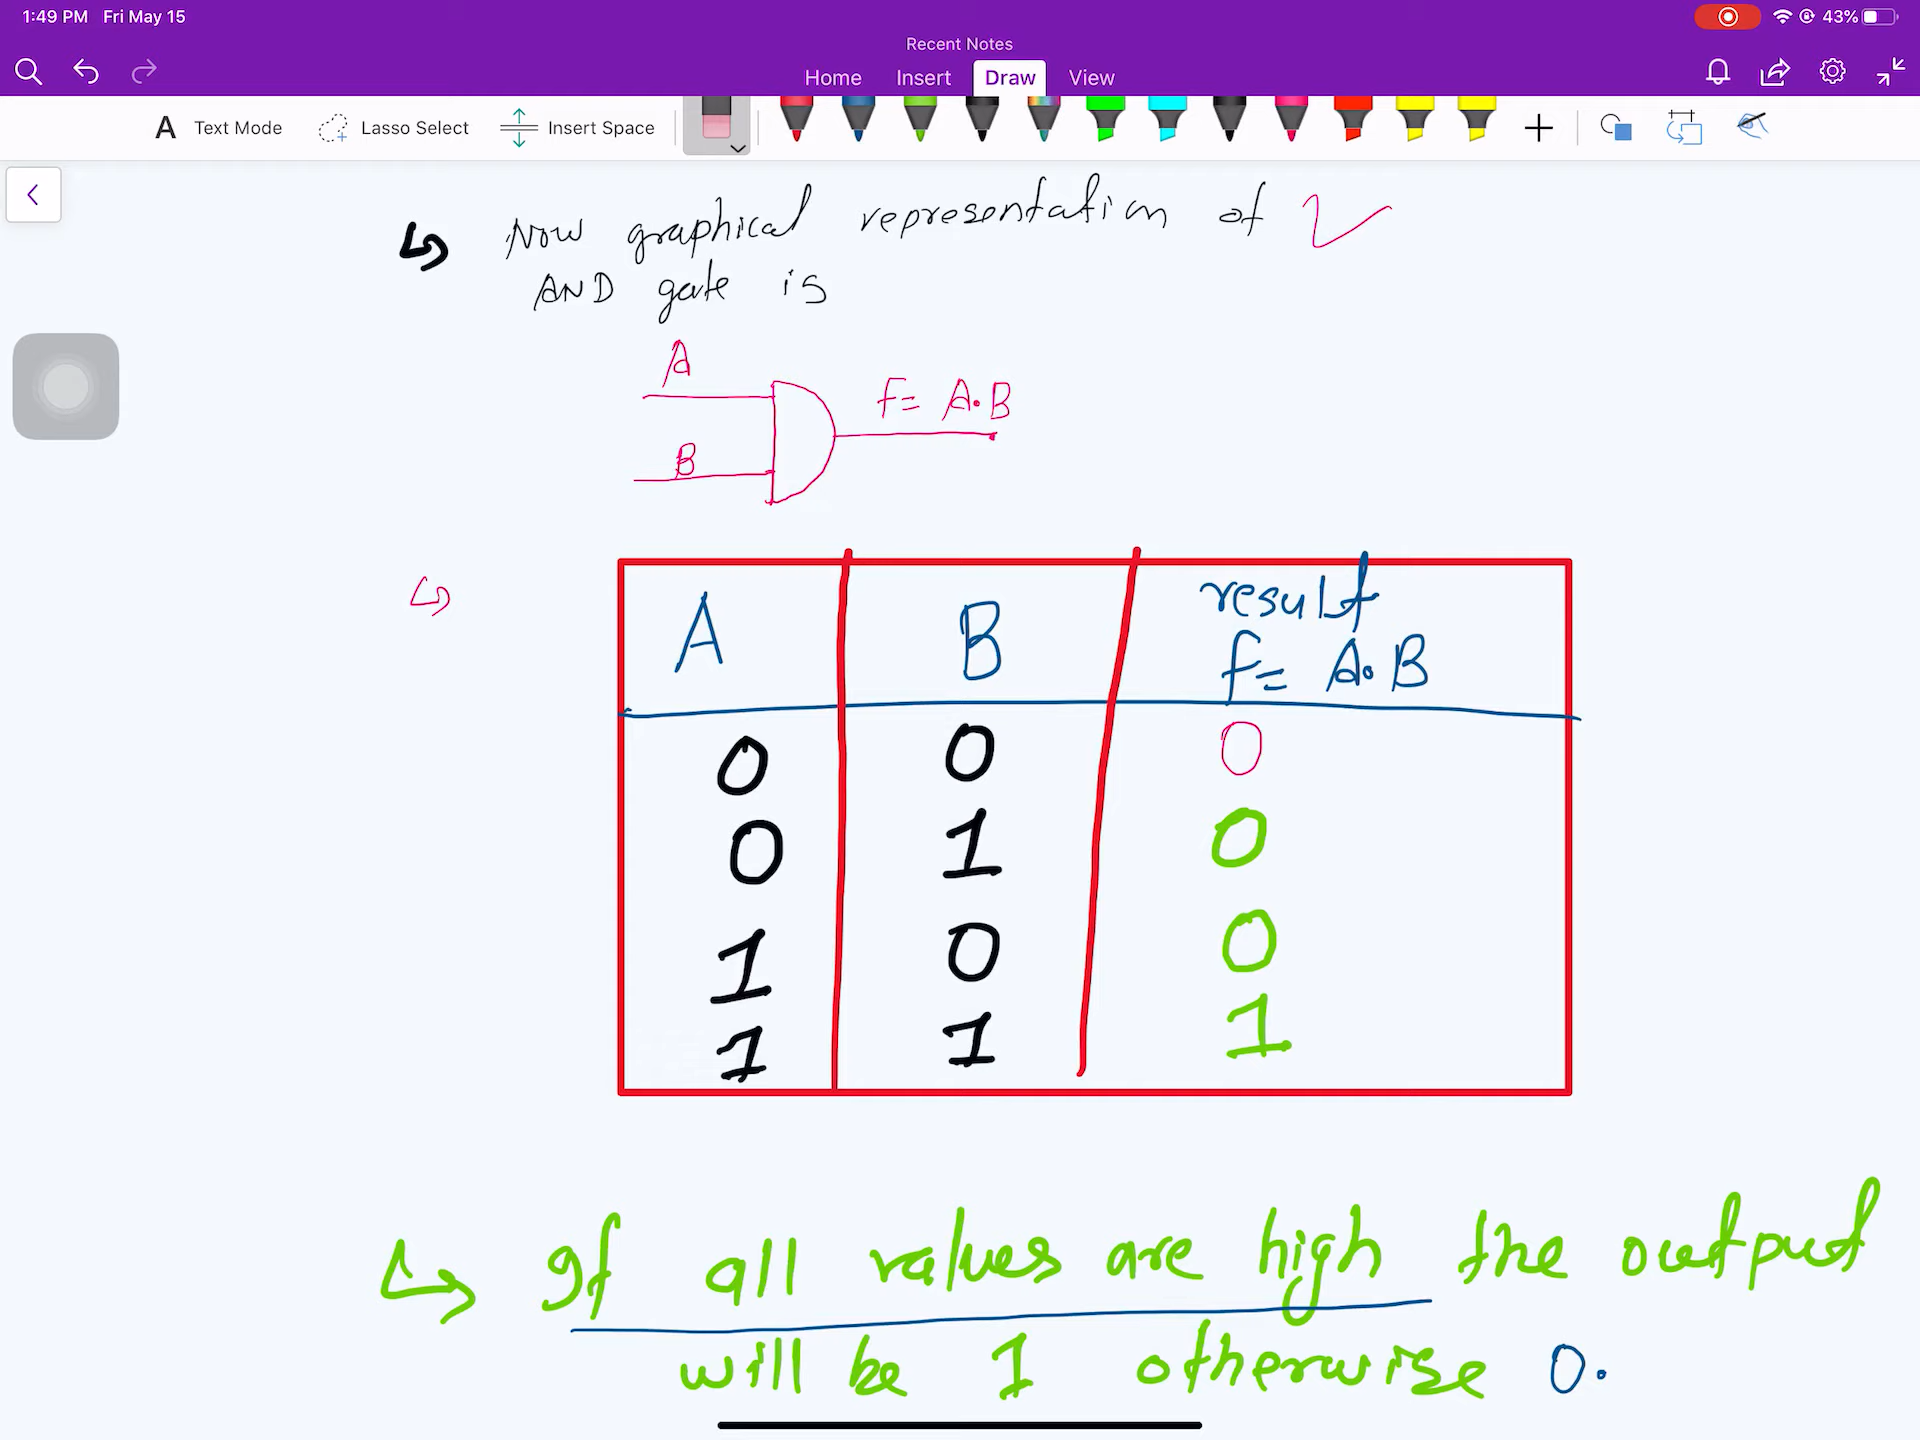 1:49 PM Fri May 15
43%
Recent Notes
Home Insert Draw View
A Text Mode Lasso Select Insert Space
Now graphical representation of
AND gate is
A
f= A.B
B
A B result
f= A.B
0 0 0
0 1 0
1 0 0
1 1 1
If all values are high the output
will be 1 otherwise 0.